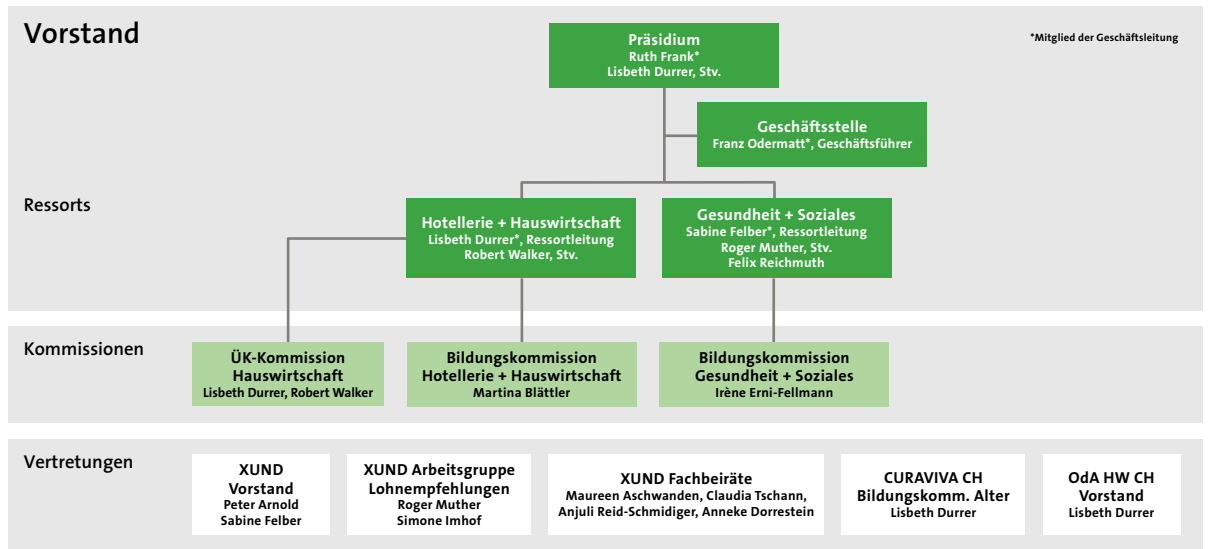 Vorstand
*Mitglied der Geschäftsleitung
Präsidium
Ruth Frank*
Lisbeth Durrer, Stv.
Geschäftsstelle
Franz Odermatt*, Geschäftsführer
Ressorts
Hotellerie + Hauswirtschaft
Lisbeth Durrer*, Ressortleitung
Robert Walker, Stv.
Gesundheit + Soziales
Sabine Felber*, Ressortleitung
Roger Muther, Stv.
Felix Reichmuth
Kommissionen
ÜK-Kommission
Hauswirtschaft
Lisbeth Durrer, Robert Walker
Bildungskommission
Hotellerie + Hauswirtschaft
Martina Blättler
Bildungskommission
Gesundheit + Soziales
Irène Erni-Fellmann
Vertretungen
XUND
Vorstand
Peter Arnold
Sabine Felber
XUND Arbeitsgruppe
Lohnempfehlungen
Roger Muther
Simone Imhof
XUND Fachbeiräte
Maureen Aschwanden, Claudia Tschann,
Anjuli Reid-Schmidiger, Anneke Dorrestein
CURAVIVA CH
Bildungskomm. Alter
Lisbeth Durrer
OdA HW CH
Vorstand
Lisbeth Durrer